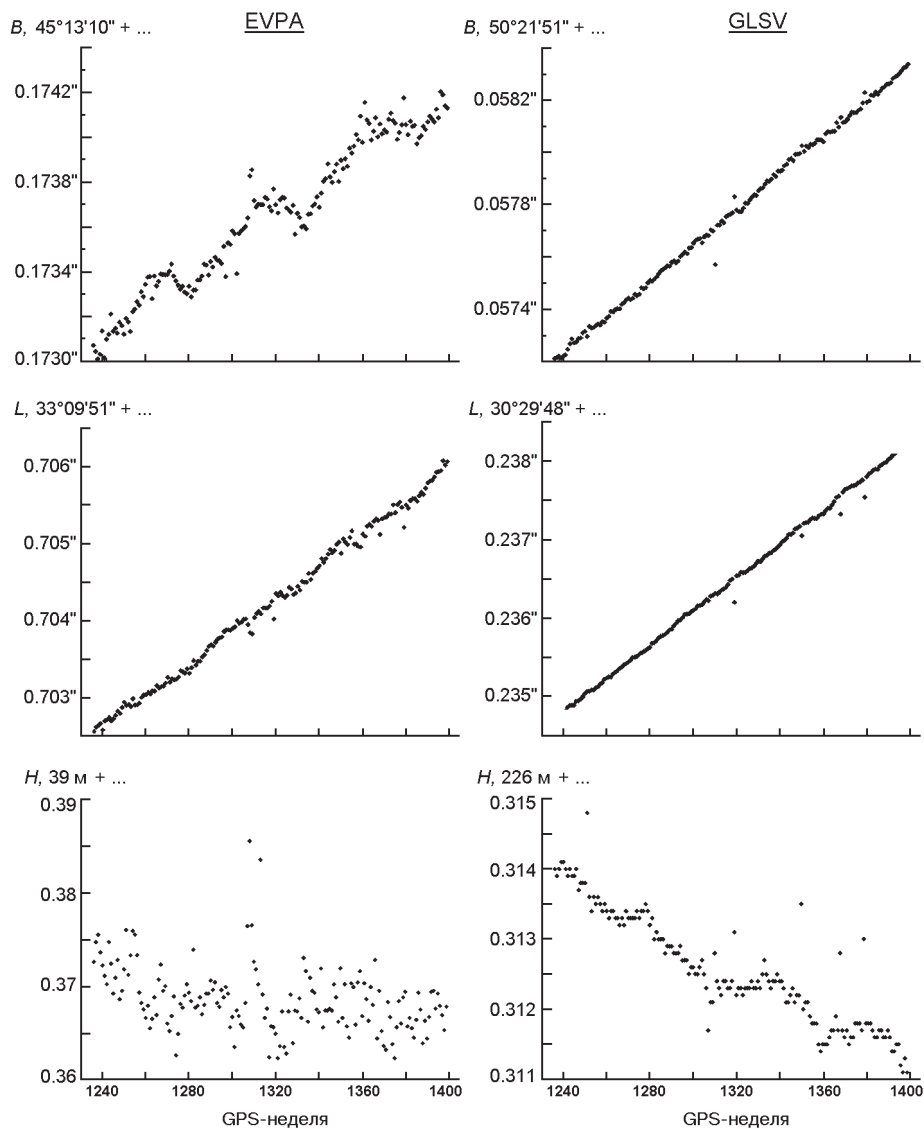 EVPA
B, 45°13'10" + ...
0.1742"
0.1738"
0.1734"
0.1730"
L, 33°09'51" + ...
0.706"
0.705"
0.704"
0.703"
H, 39 м + ...
0.39
0.38
0.37
0.36
1240 1280 1320 1360 1400
GPS-неделя
GLSV
B, 50°21'51" + ...
0.0582"
0.0578"
0.0574"
L, 30°29'48" + ...
0.238"
0.237"
0.236"
0.235"
H, 226 м + ...
0.315
0.314
0.313
0.312
0.311
1240 1280 1320 1360 1400
GPS-неделя